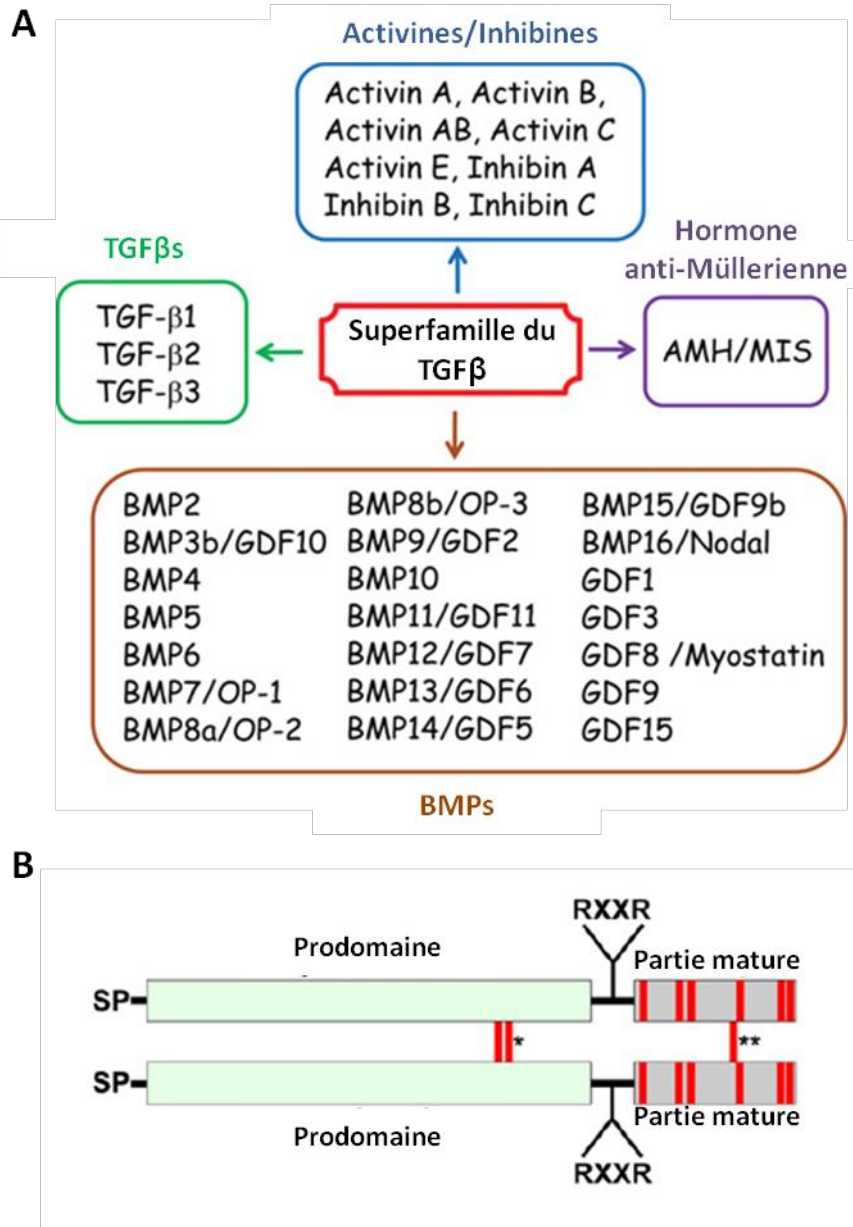 A
Activines/Inhibines
Activin A, Activin B,
Activin AB, Activin C
Activin E, Inhibin A
Inhibin B, Inhibin C
TGFβs
TGF-β1
TGF-β2
TGF-β3
Superfamille du
TGFβ
Hormone
anti-Müllerienne
AMH/MIS
BMP2
BMP3b/GDF10
BMP4
BMP5
BMP6
BMP7/OP-1
BMP8a/OP-2
BMP8b/OP-3
BMP9/GDF2
BMP10
BMP11/GDF11
BMP12/GDF7
BMP13/GDF6
BMP14/GDF5
BMP15/GDF9b
BMP16/Nodal
GDF1
GDF3
GDF8 /Myostatin
GDF9
GDF15
BMPs
B
RXXR
Prodomaine
Partie mature
SP
*
**
SP
Prodomaine
Partie mature
RXXR